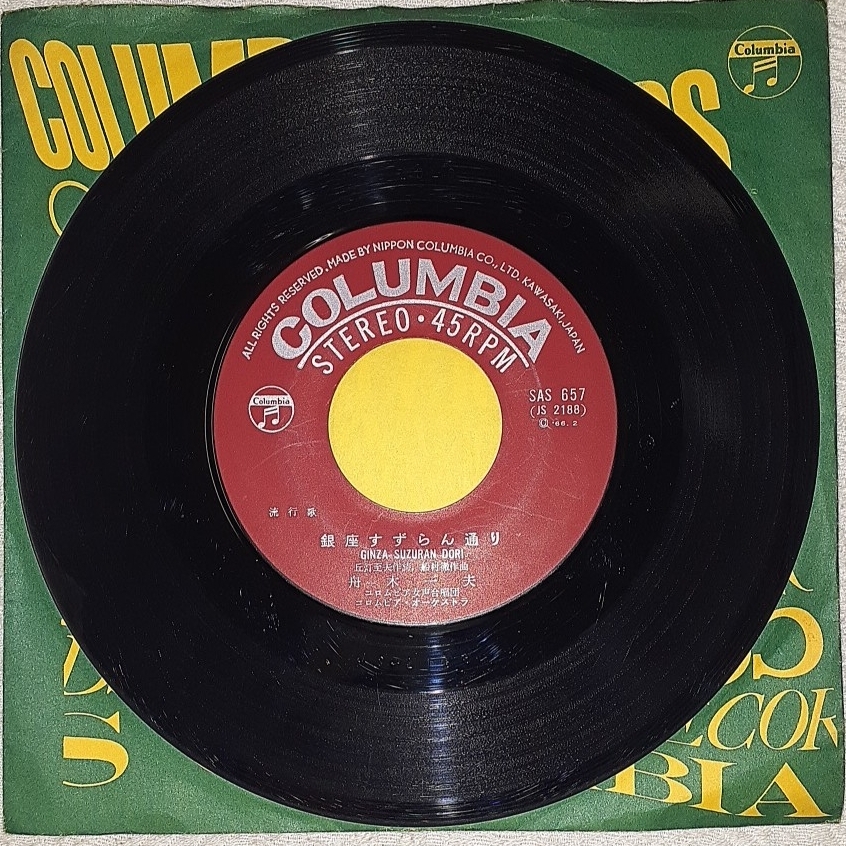 Columbia
ALL RIGHTS RESERVED. MADE BY NIPPON COLUMBIA CO., LTD. KAWASAKI, JAPAN
COLUMBIA
STEREO・45RPM
Columbia
SAS 657
(JS 2188)
Ⓒ '66. 2
流行歌
銀座すずらん通り
GINZA-SUZURAN DORI
丘灯至夫作詩 船村徹作曲
舟木一夫
コロムビア女声合唱団
コロムビア・オーケストラ